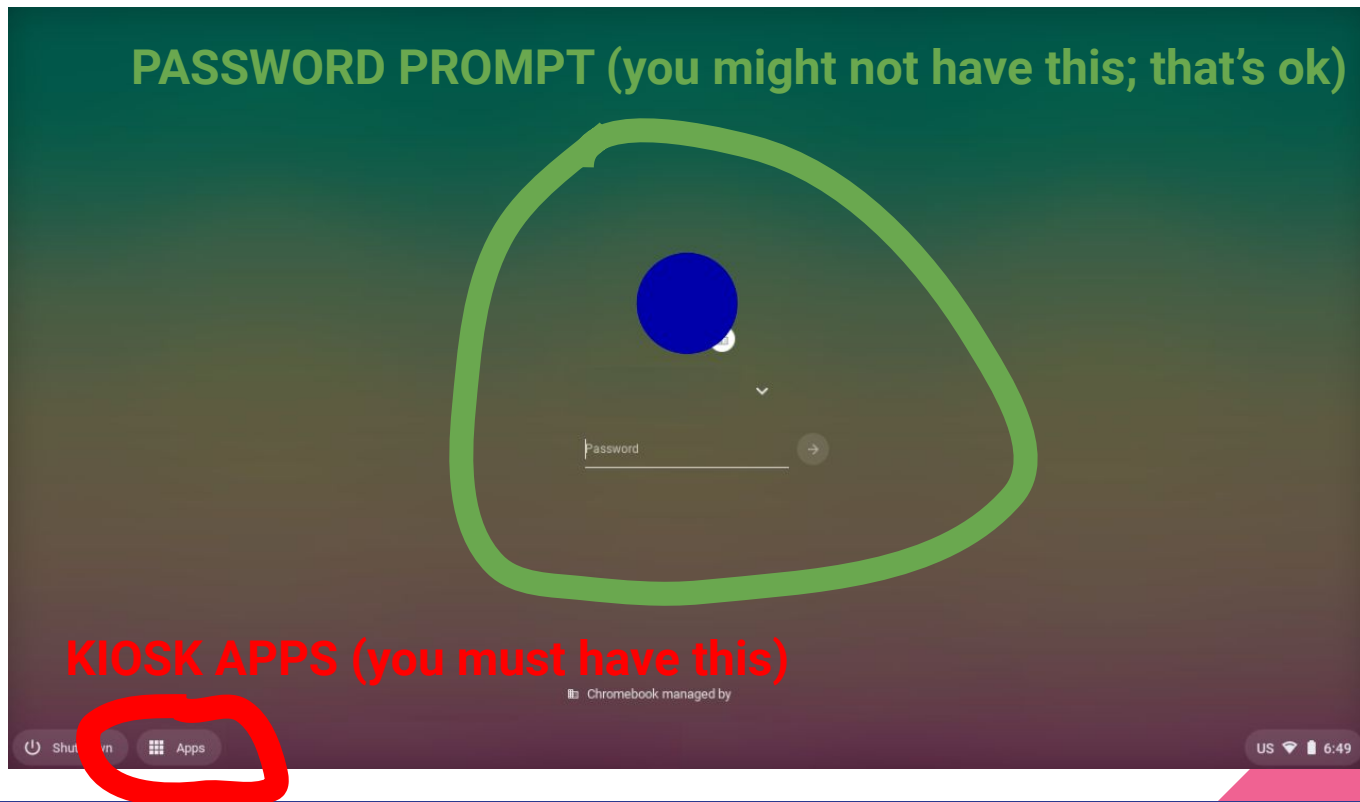 PASSWORD PROMPT (you might not have this; that’s ok)
Password
KIOSK APPS (you must have this)
Chromebook managed by
Apps
US 6:49